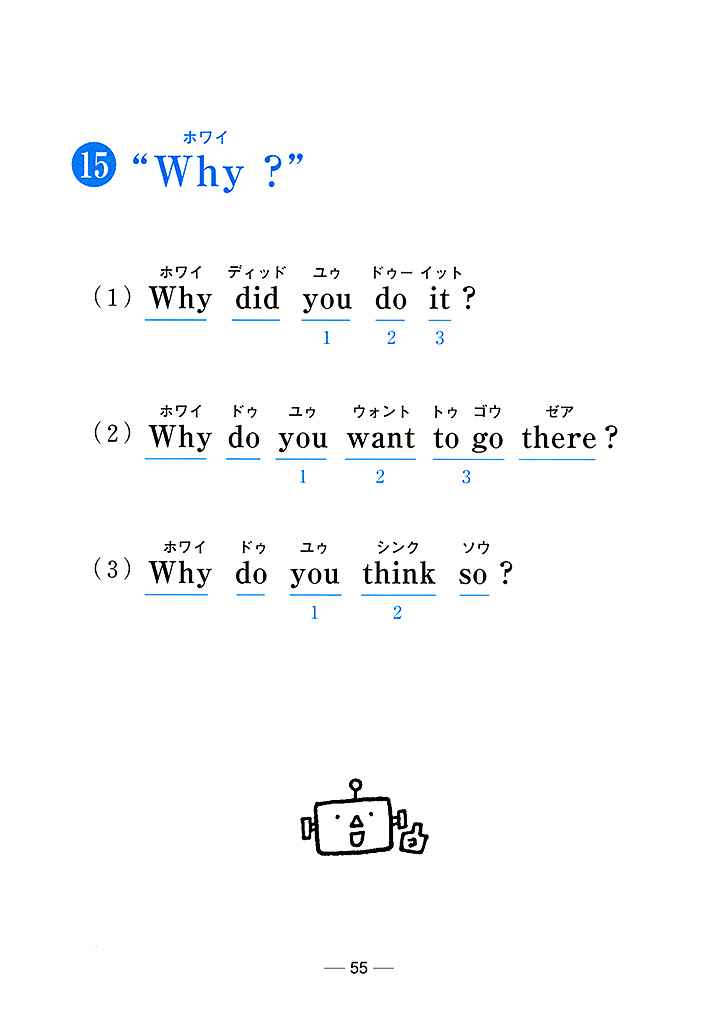 ホワイ
15 “Why ?”
ホワイ ディッド ユゥ ドゥー イット
(1) Why did you do it ?
1 2 3
ホワイ ドゥ ユゥ ウォント トゥ ゴウ ゼア
(2) Why do you want to go there ?
1 2 3
ホワイ ドゥ ユゥ シンク ソウ
(3) Why do you think so ?
1 2
— 55 —